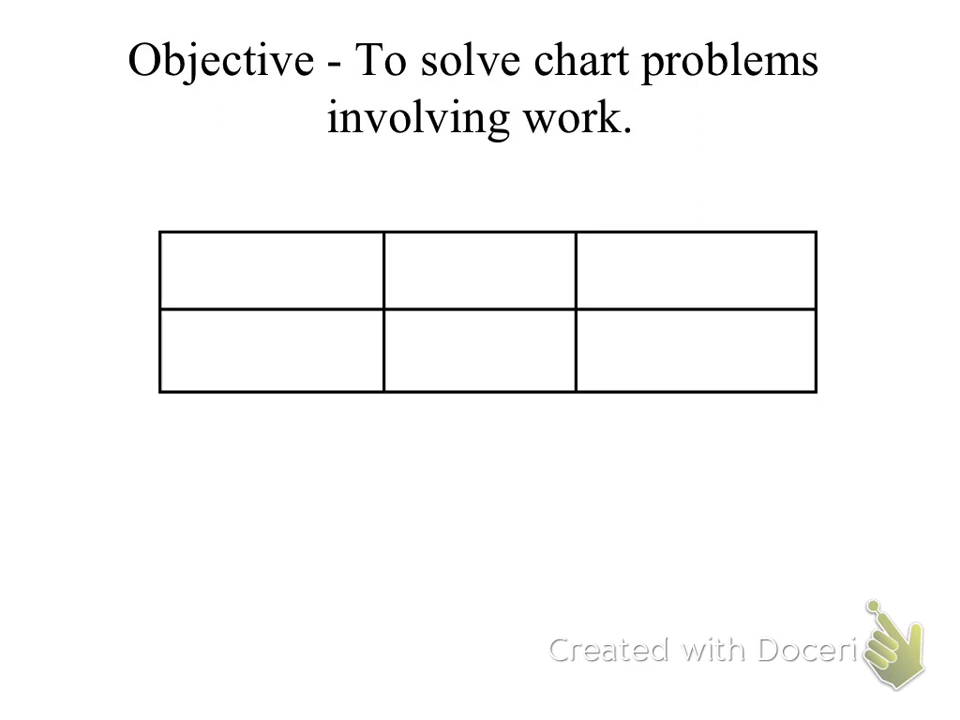 Objective - To solve chart problems
involving work.
Created with Doceri